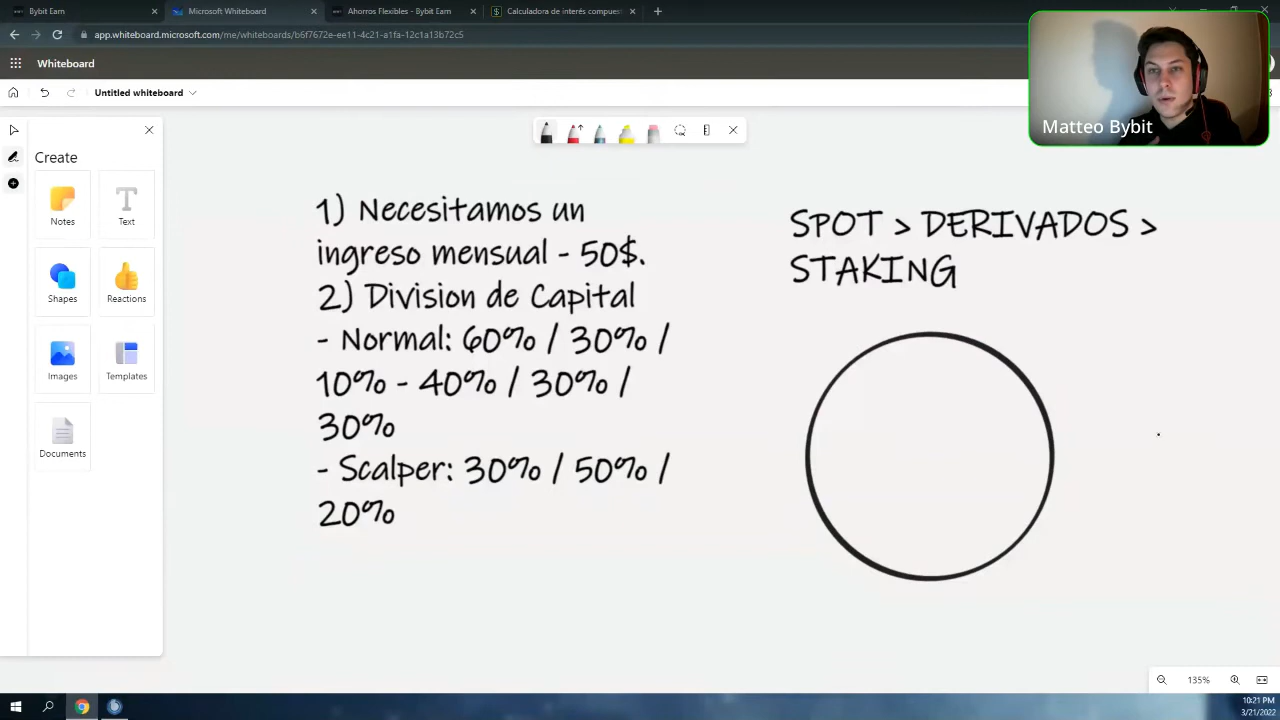 Bybit Earn
Microsoft Whiteboard
Ahorros Flexibles - Bybit Earn
Calculadora de interés compues
app.whiteboard.microsoft.com/me/whiteboards/b6f7672e-ee11-4c21-a1fa-12c1a13b72c5
Whiteboard
Untitled whiteboard
Matteo Bybit
Create
Notes
Text
Shapes
Reactions
Images
Templates
Documents
1) Necesitamos un
ingreso mensual - 50$.
2) Division de Capital
- Normal: 60% / 30% /
10% - 40% / 30% /
30%
- Scalper: 30% / 50% /
20%
SPOT > DERIVADOS >
STAKING
135%
10:21 PM
3/21/2022